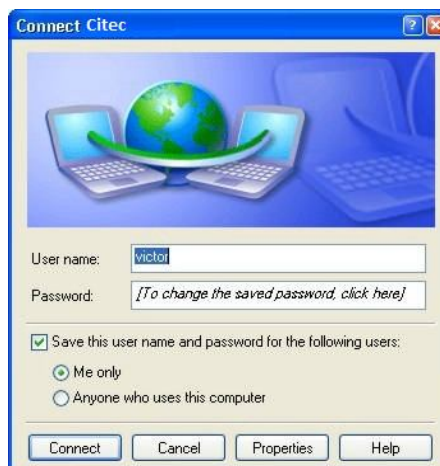 Connect Citec
User name: victor
Password: [To change the saved password, click here]
Save this user name and password for the following users:
Me only
Anyone who uses this computer
Connect Cancel Properties Help